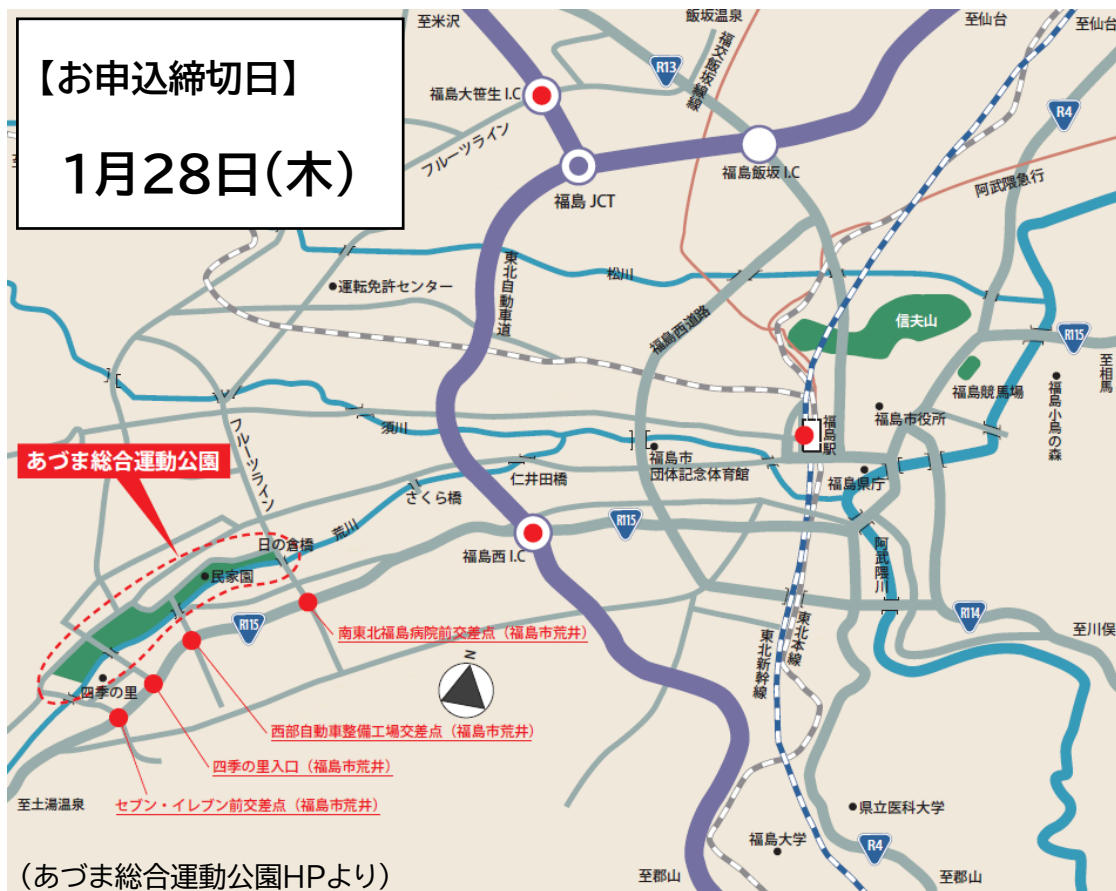 【お申込締切日】
1月28日(木)
至米沢
飯坂温泉
至仙台
至仙台
福交飯坂線
R13
福島大笹生 I.C
R4
フルーツライン
福島 JCT
福島飯坂 I.C
阿武隈急行
東北自動車道
松川
運転免許センター
福島西道路
信夫山
R115
至相馬
福島競馬場
福島小鳥の森
福島市役所
福島駅
須川
フルーツライン
あづま総合運動公園
福島市
団体記念体育館
福島県庁
仁井田橋
さくら橋
荒川
日の倉橋
福島西 I.C
R115
阿武隈川
民家園
R115
南東北福島病院前交差点（福島市荒井）
R114
至川俣
東北本線
東北新幹線
N
四季の里
西部自動車整備工場交差点（福島市荒井）
四季の里入口（福島市荒井）
至土湯温泉
セブン・イレブン前交差点（福島市荒井）
県立医科大学
福島大学
R4
至郡山
至郡山
（あづま総合運動公園HPより）